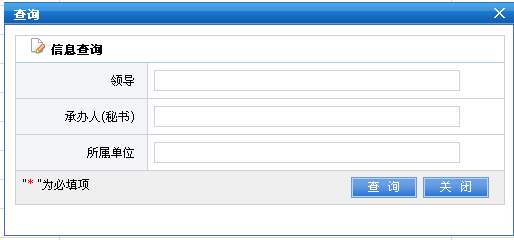 查询
信息查询
领导
承办人(秘书)
所属单位
"* "为必填项
查 询 关 闭